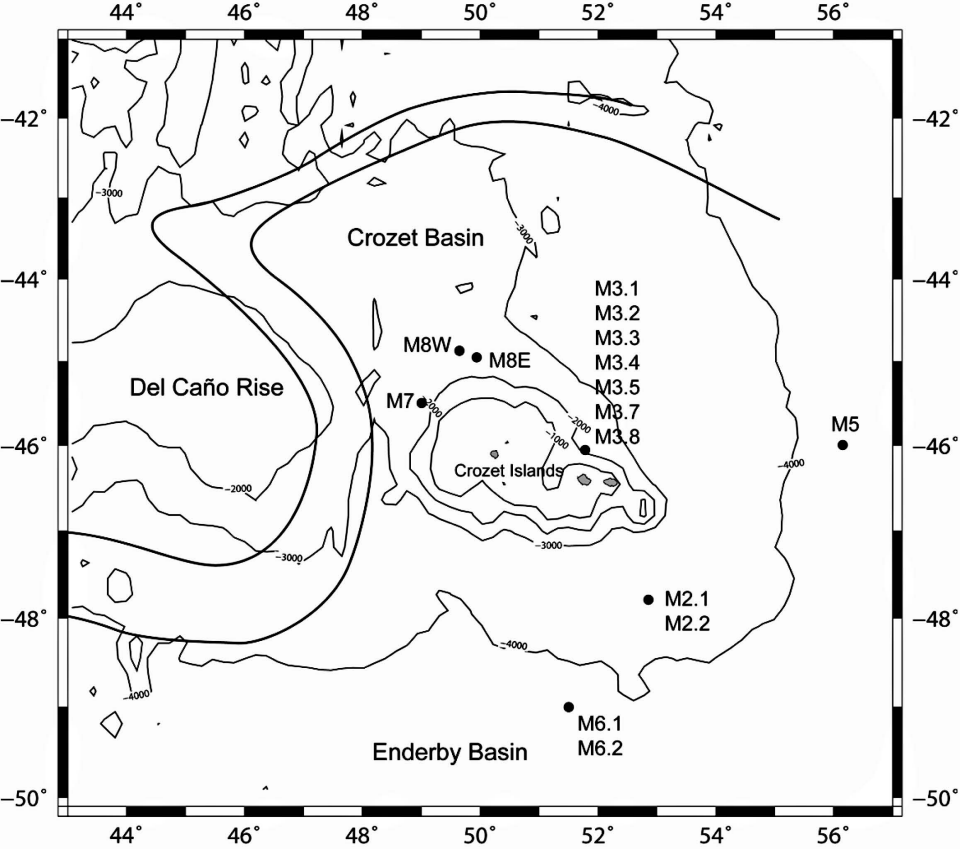 44° 46° 48° 50° 52° 54° 56°
−42° −42°
−4000
−3000
−3000
Crozet Basin
−44° −44°
M3.1
M3.2
M3.3
M3.4
M3.5
M3.7
M3.8
M8W
M8E
Del Caño Rise
M7
−2000
−2000
−1000
M5
−46° −46°
−4000
Crozet Islands
−2000
−3000
−3000
M2.1
M2.2
−48° −48°
−4000
−4000
M6.1
M6.2
Enderby Basin
−50° −50°
44° 46° 48° 50° 52° 54° 56°